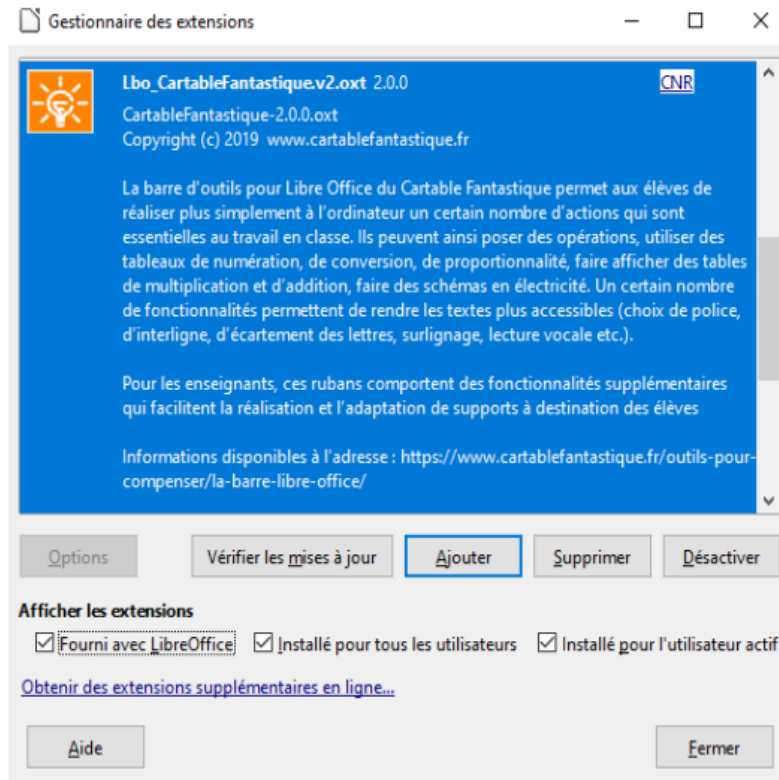 Gestionnaire des extensions
Lbo_CartableFantastique.v2.oxt 2.0.0 CNR
CartableFantastique-2.0.0.oxt
Copyright (c) 2019 www.cartablefantastique.fr
La barre d'outils pour Libre Office du Cartable Fantastique permet aux élèves de
réaliser plus simplement à l'ordinateur un certain nombre d'actions qui sont
essentielles au travail en classe. Ils peuvent ainsi poser des opérations, utiliser des
tableaux de numération, de conversion, de proportionnalité, faire afficher des tables
de multiplication et d'addition, faire des schémas en électricité. Un certain nombre
de fonctionnalités permettent de rendre les textes plus accessibles (choix de police,
d'interligne, d'écartement des lettres, surlignage, lecture vocale etc.).
Pour les enseignants, ces rubans comportent des fonctionnalités supplémentaires
qui facilitent la réalisation et l'adaptation de supports à destination des élèves
Informations disponibles à l'adresse : https://www.cartablefantastique.fr/outils-pour-
compenser/la-barre-libre-office/
Options Vérifier les mises à jour Ajouter Supprimer Désactiver
Afficher les extensions
Fourni avec LibreOffice Installé pour tous les utilisateurs Installé pour l'utilisateur actif
Obtenir des extensions supplémentaires en ligne...
Aide Fermer